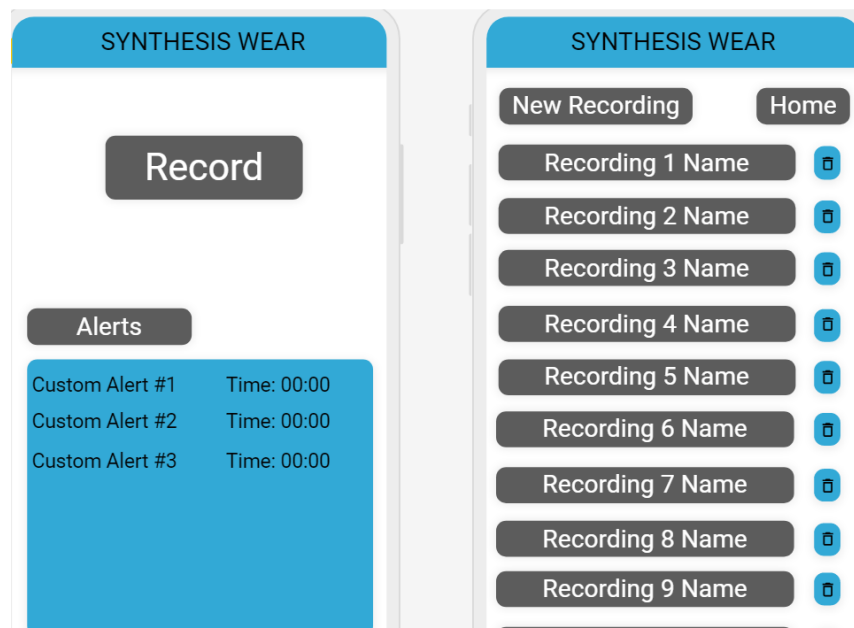 SYNTHESIS WEAR
Record
Alerts
Custom Alert #1 Time: 00:00
Custom Alert #2 Time: 00:00
Custom Alert #3 Time: 00:00
SYNTHESIS WEAR
New Recording Home
Recording 1 Name
Recording 2 Name
Recording 3 Name
Recording 4 Name
Recording 5 Name
Recording 6 Name
Recording 7 Name
Recording 8 Name
Recording 9 Name